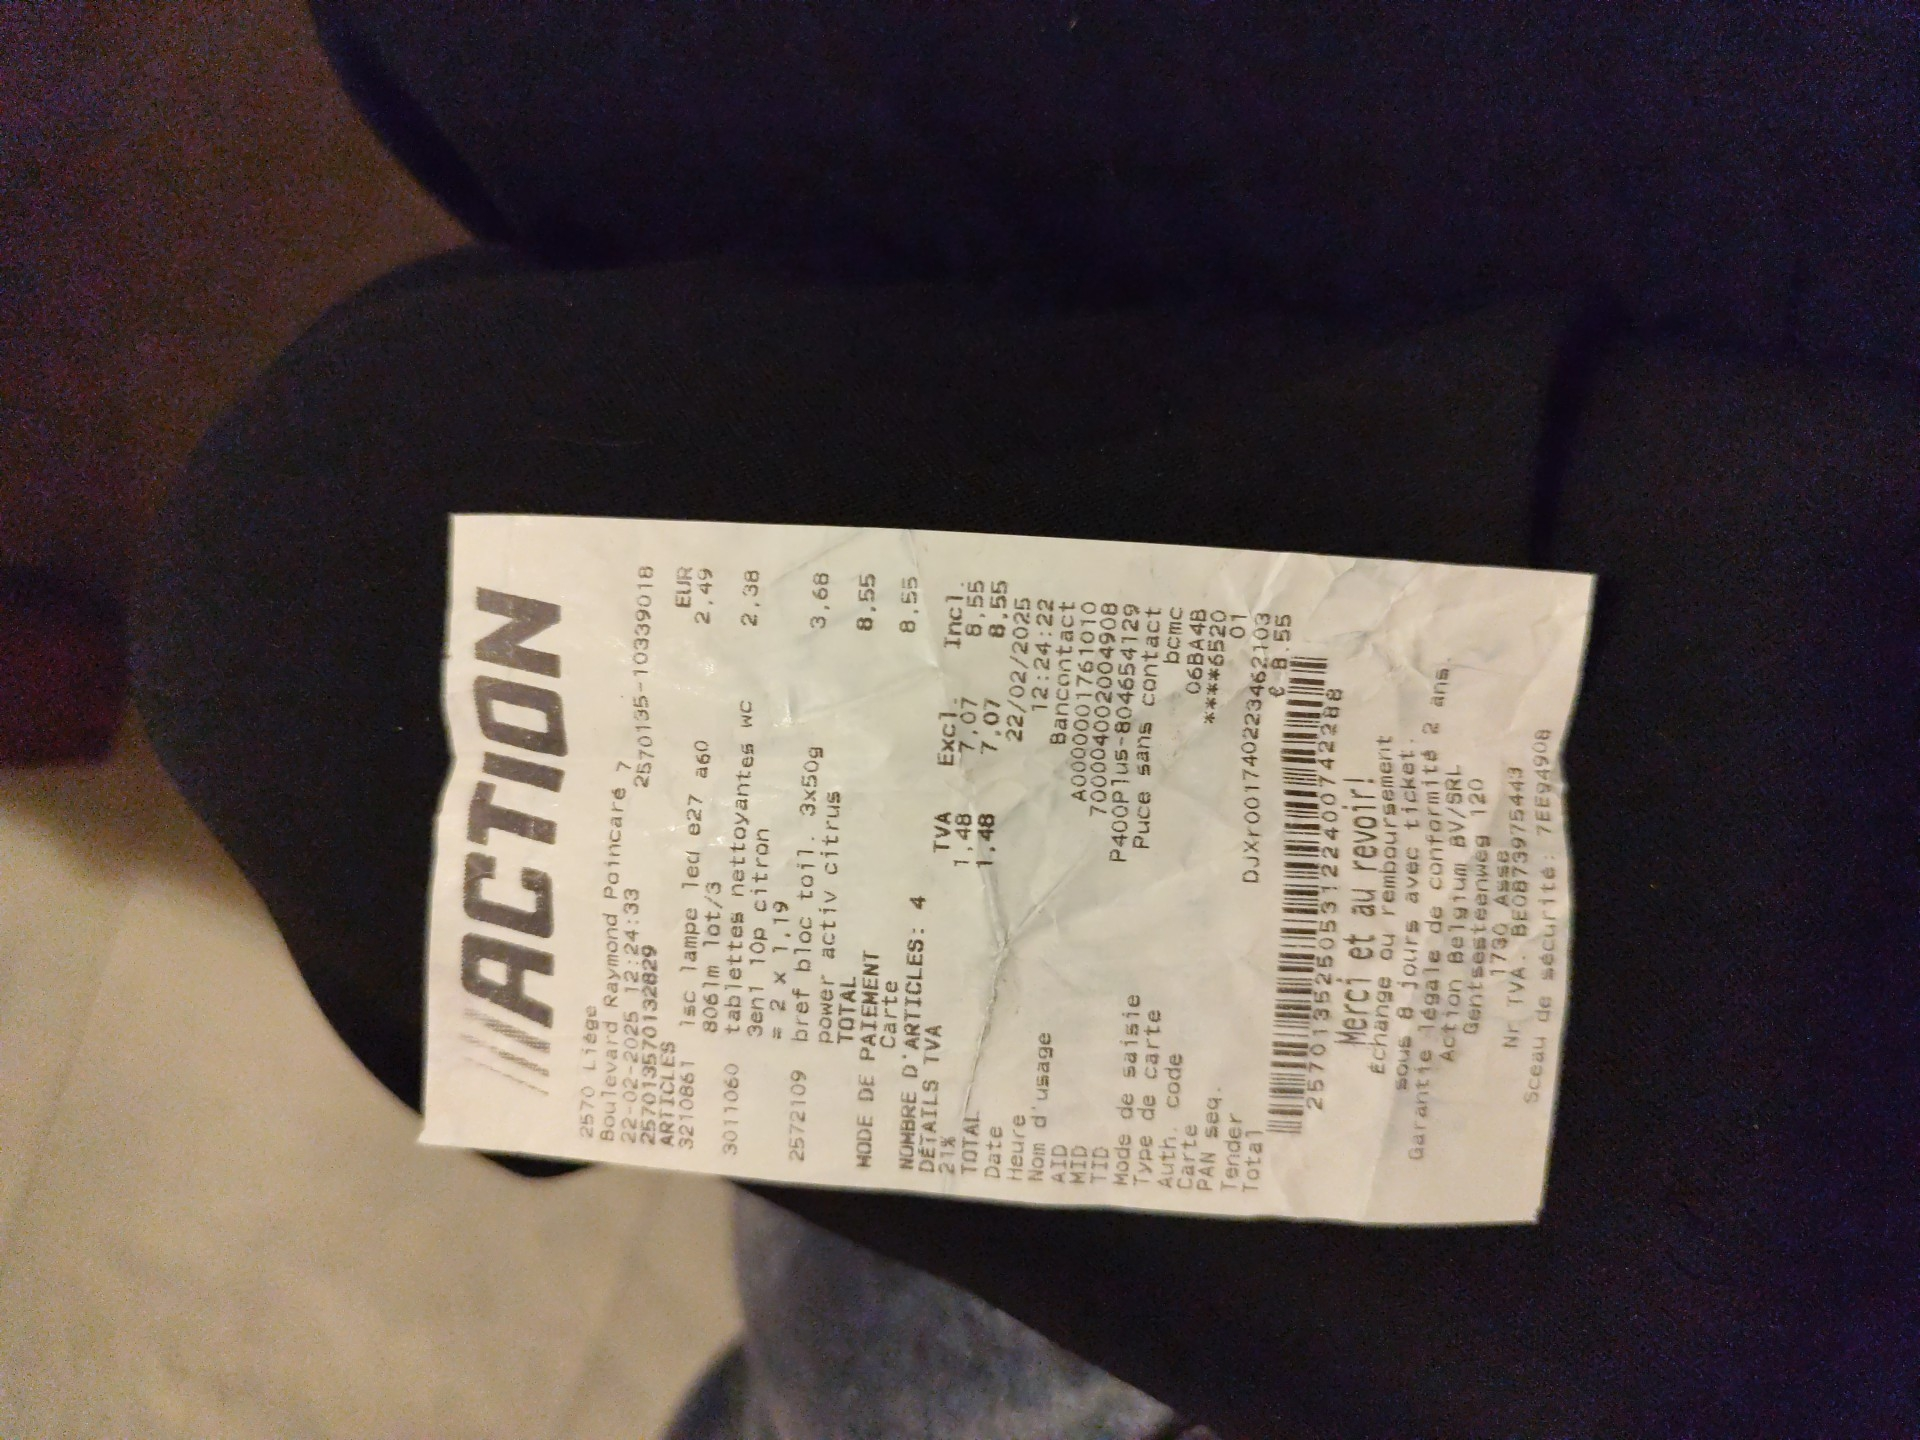 ///ACTION
2570 Liège
Boulevard Raymond Poincaré 7
22-02-2025 12:24:33 2570135-10339018
257013570132829
ARTICLES EUR
3210861 lsc lampe led e27 a60 2,49
806lm lot/3
3011060 tablettes nettoyantes wc 2,38
3en1 10p citron
= 2 x 1,19
2572109 bref bloc toil. 3x50g 3,68
power activ citrus
TOTAL 8,55
MODE DE PAIEMENT
Carte 8,55
NOMBRE D'ARTICLES: 4
DÉTAILS TVA TVA Excl. Incl.
21% 1,48 7,07 8,55
TOTAL 1,48 7,07 8,55
Date 22/02/2025
Heure 12:24:22
Nom d'usage Bancontact
AID A0000001761010
MID 700004002004908
TID P400Plus-804654129
Mode de saisie Puce sans contact
Type de carte bcmc
Auth. code 06BA4B
Carte ****6520
PAN seq. 01
Tender DJXr001740223462103
Total € 8.55
2570135250531224007 42288
Merci et au revoir!
Échange ou remboursement
sous 8 jours avec ticket.
Garantie légale de conformité 2 ans.
Action Belgium BV/SRL
Gentsesteenweg 120
1730 Asse
Nr TVA. BE0873975443
Sceau de sécurité: 7EE94908